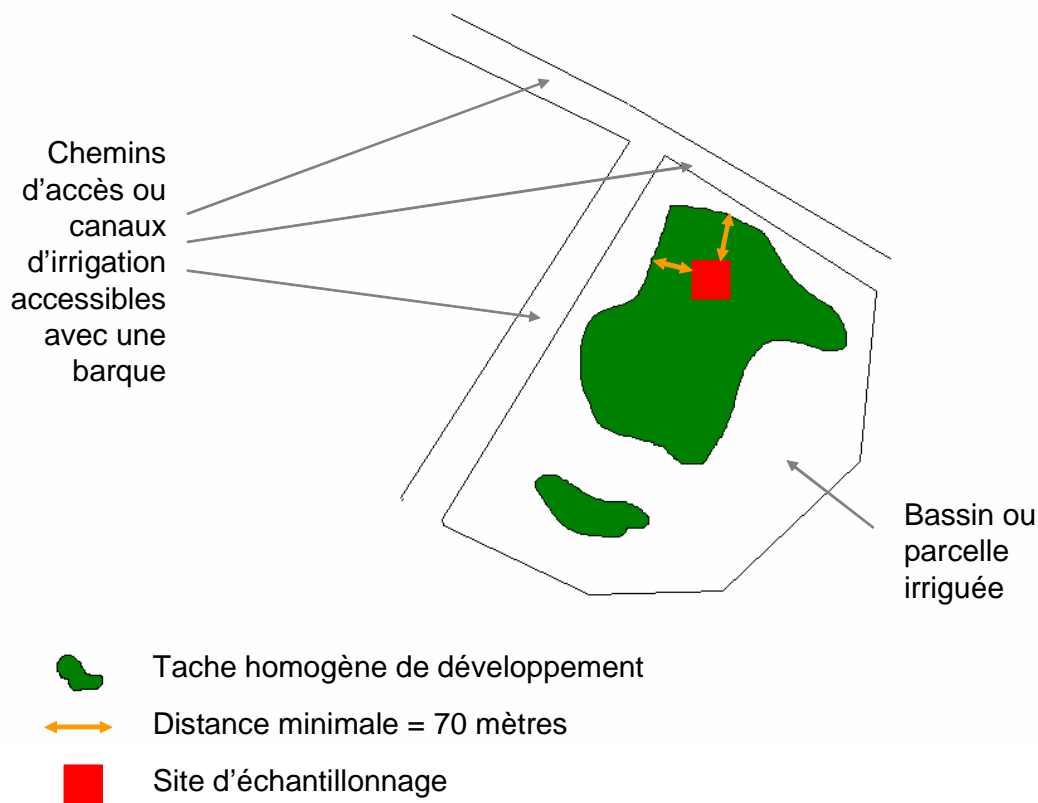 Chemins
d'accès ou
canaux
d'irrigation
accessibles
avec une
barque
Bassin ou
parcelle
irriguée
Tache homogène de développement
Distance minimale = 70 mètres
Site d'échantillonnage